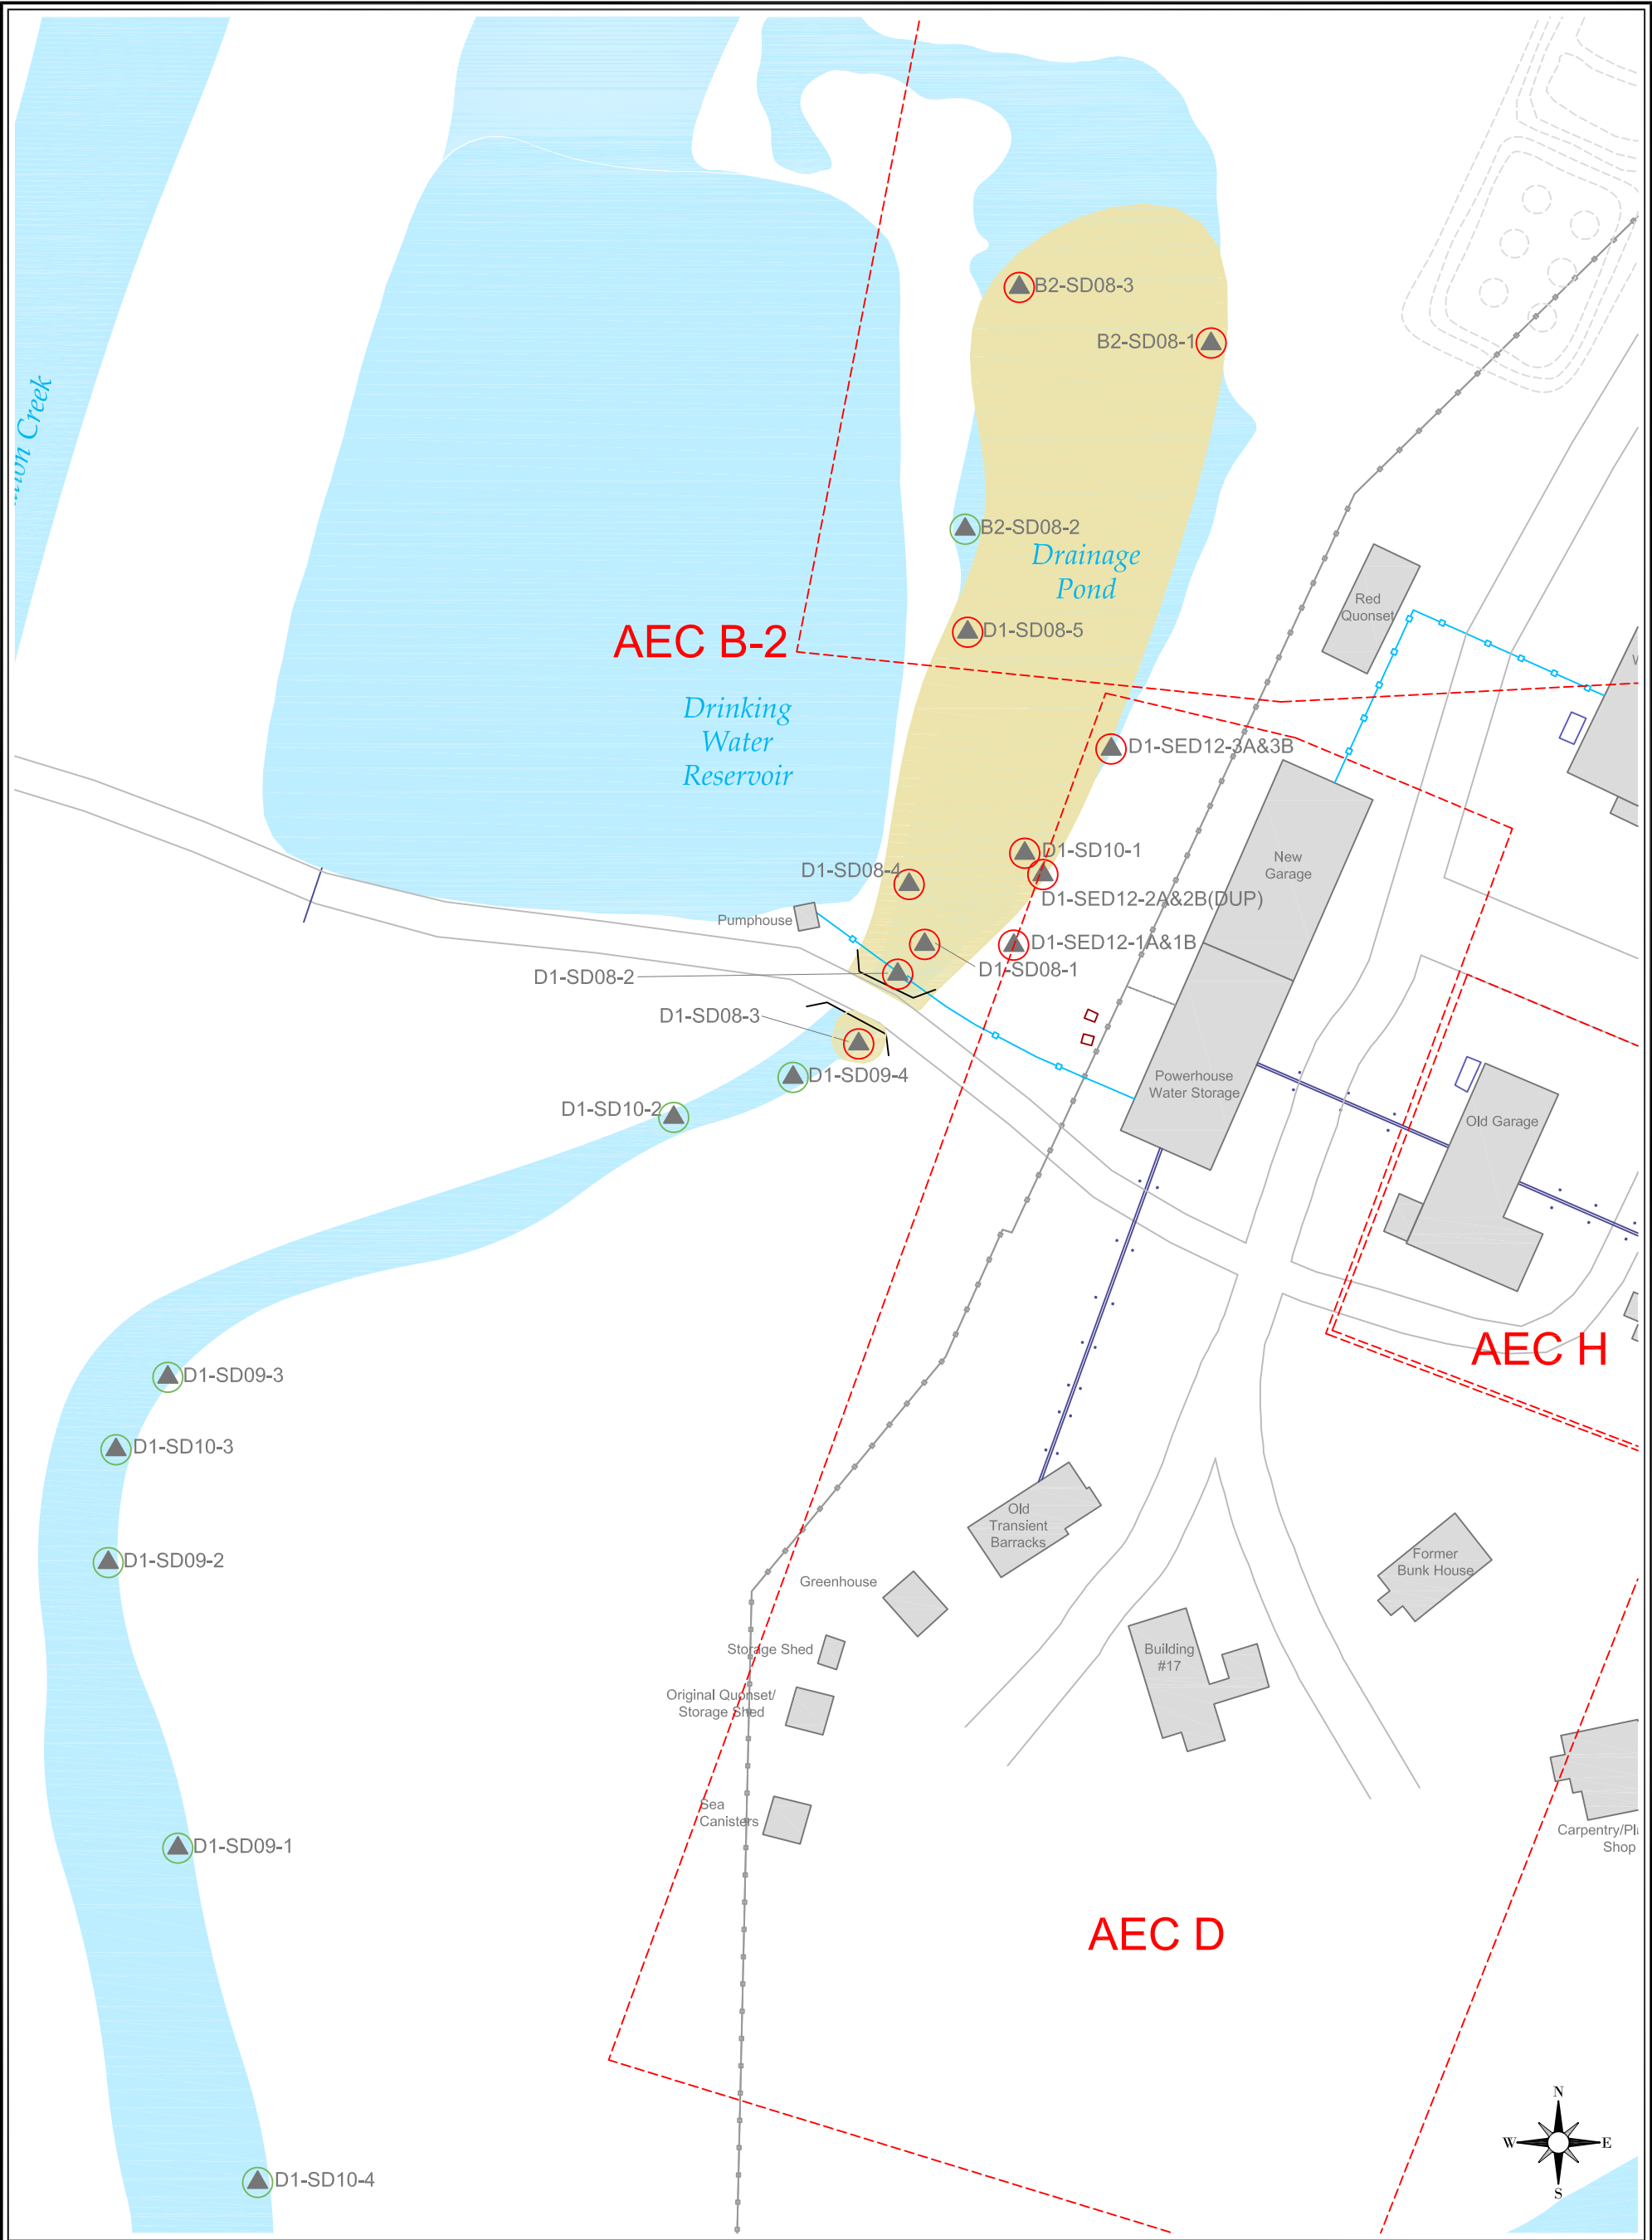 B2-SD08-3
B2-SD08-1
B2-SD08-2
Drainage
Pond
Red
Quonset
D1-SD08-5
AEC B-2
Drinking
Water
Reservoir
D1-SED12-3A&3B
D1-SD10-1
New
Garage
D1-SD08-4
D1-SED12-2A&2B(DUP)
Pumphouse
D1-SED12-1A&1B
D1-SD08-1
D1-SD08-2
D1-SD08-3
D1-SD09-4
Powerhouse
Water Storage
D1-SD10-2
Old Garage
AEC H
D1-SD09-3
D1-SD10-3
Old
Transient
Barracks
D1-SD09-2
Former
Bunk House
Greenhouse
Storage Shed
Building
#17
Original Quonset/
Storage Shed
Sea
Canisters
D1-SD09-1
Shop
AEC D
D1-SD10-4
N
W
E
S
Creek